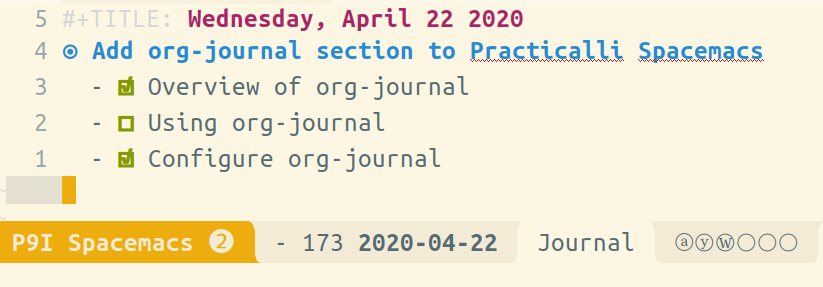 5 #+TITLE: Wednesday, April 22 2020
4 ⊙ Add org-journal section to Practicalli Spacemacs
3 - ☑ Overview of org-journal
2 - ☐ Using org-journal
1 - ☑ Configure org-journal
P9I Spacemacs ❷ - 173 2020-04-22 Journal ⓐⓨⓦ○○○